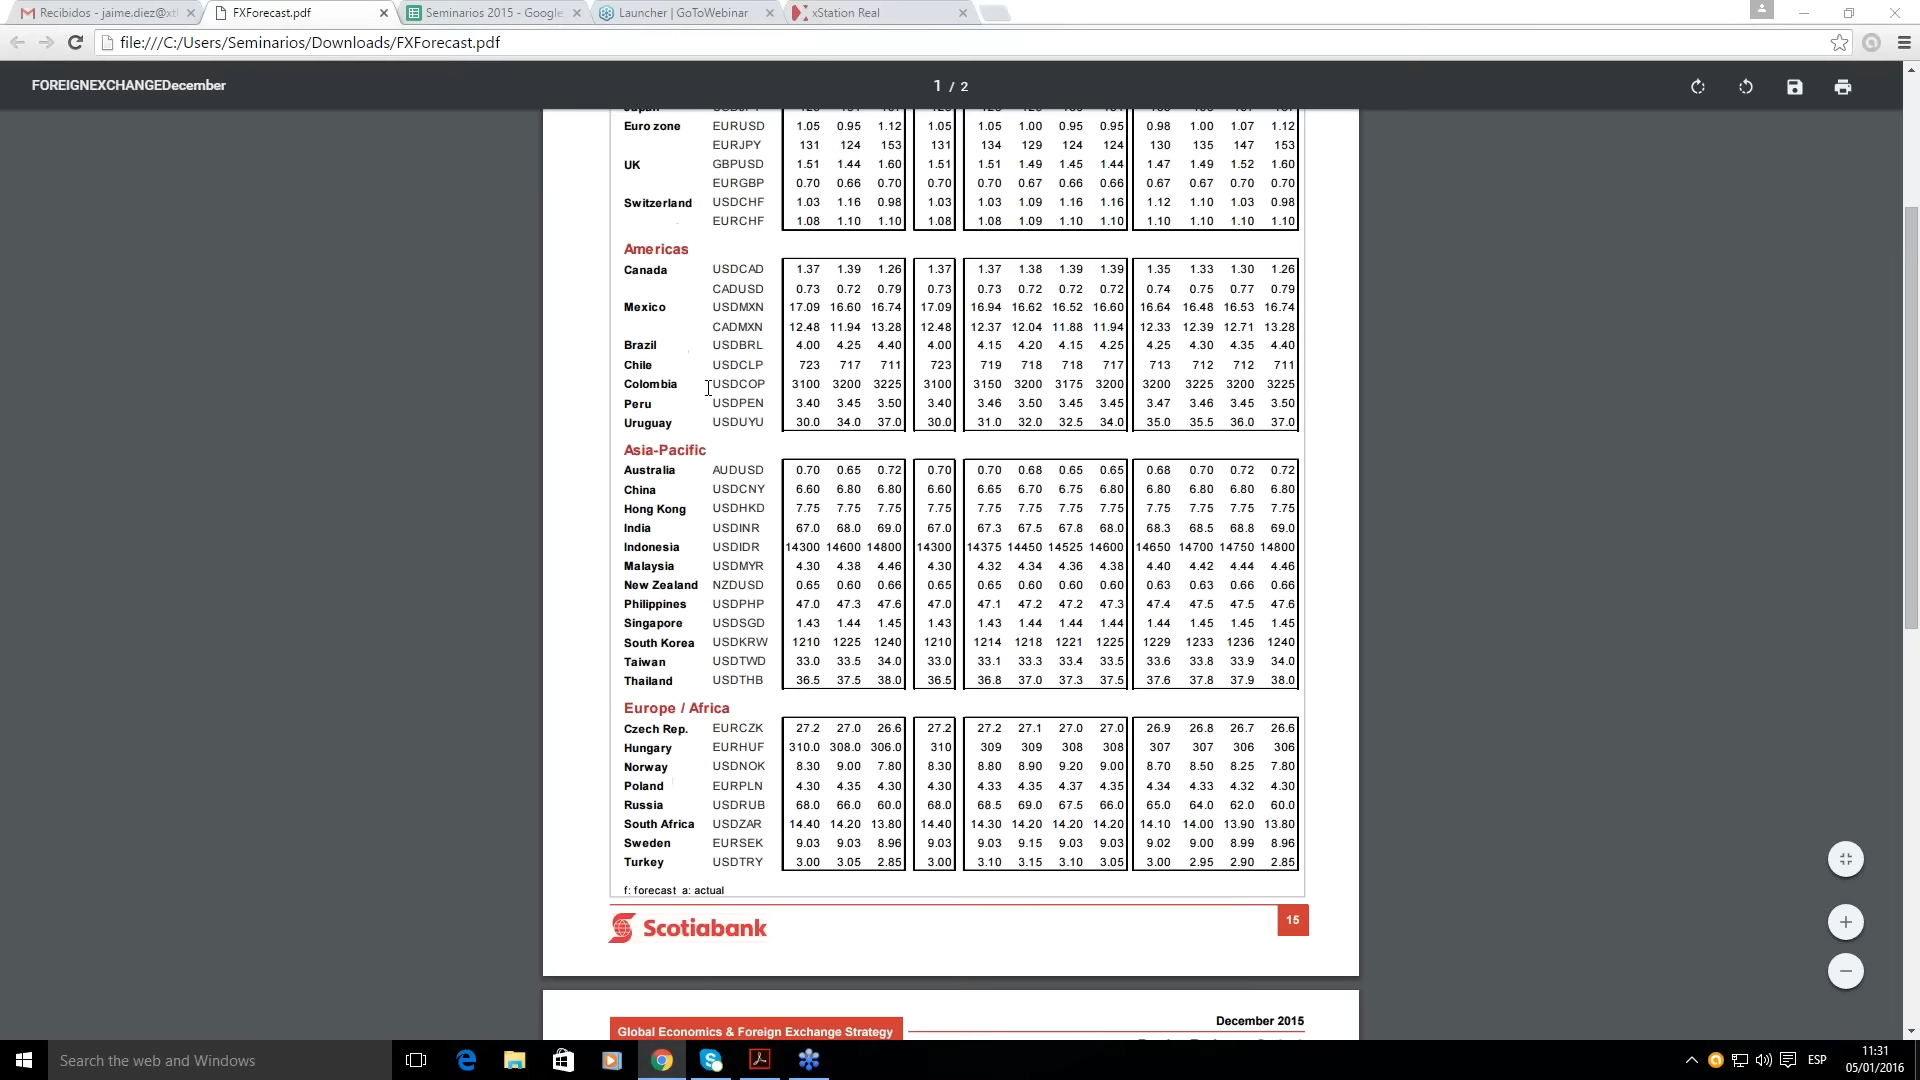 Recibidos - jaime.diez@xtl
FXForecast.pdf
Seminarios 2015 - Google
Launcher | GoToWebinar
xStation Real
file:///C:/Users/Seminarios/Downloads/FXForecast.pdf
FOREIGNEXCHANGEDecember 1 / 2
Euro zone EURUSD 1.05 0.95 1.12 1.05 1.05 1.00 0.95 0.95 0.98 1.00 1.07 1.12
EURJPY 131 124 153 131 134 129 124 124 130 135 147 153
UK GBPUSD 1.51 1.44 1.60 1.51 1.51 1.49 1.45 1.44 1.47 1.49 1.52 1.60
EURGBP 0.70 0.66 0.70 0.70 0.70 0.67 0.66 0.66 0.67 0.67 0.70 0.70
Switzerland USDCHF 1.03 1.16 0.98 1.03 1.03 1.09 1.16 1.16 1.12 1.10 1.03 0.98
EURCHF 1.08 1.10 1.10 1.08 1.08 1.09 1.10 1.10 1.10 1.10 1.10 1.10
Americas
Canada USDCAD 1.37 1.39 1.26 1.37 1.37 1.38 1.39 1.39 1.35 1.33 1.30 1.26
CADUSD 0.73 0.72 0.79 0.73 0.73 0.72 0.72 0.72 0.74 0.75 0.77 0.79
Mexico USDMXN 17.09 16.60 16.74 17.09 16.94 16.62 16.52 16.60 16.64 16.48 16.53 16.74
CADMXN 12.48 11.94 13.28 12.48 12.37 12.04 11.88 11.94 12.33 12.39 12.71 13.28
Brazil USDBRL 4.00 4.25 4.40 4.00 4.15 4.20 4.15 4.25 4.25 4.30 4.35 4.40
Chile USDCLP 723 717 711 723 719 718 718 717 713 712 712 711
Colombia USDCOP 3100 3200 3225 3100 3150 3200 3175 3200 3200 3225 3200 3225
Peru USDPEN 3.40 3.45 3.50 3.40 3.46 3.50 3.45 3.45 3.47 3.46 3.45 3.50
Uruguay USDUYU 30.0 34.0 37.0 30.0 31.0 32.0 32.5 34.0 35.0 35.5 36.0 37.0
Asia-Pacific
Australia AUDUSD 0.70 0.65 0.72 0.70 0.70 0.68 0.65 0.65 0.68 0.70 0.72 0.72
China USDCNY 6.60 6.80 6.80 6.60 6.65 6.70 6.75 6.80 6.80 6.80 6.80 6.80
Hong Kong USDHKD 7.75 7.75 7.75 7.75 7.75 7.75 7.75 7.75 7.75 7.75 7.75 7.75
India USDINR 67.0 68.0 69.0 67.0 67.3 67.5 67.8 68.0 68.3 68.5 68.8 69.0
Indonesia USDIDR 14300 14600 14800 14300 14375 14450 14525 14600 14650 14700 14750 14800
Malaysia USDMYR 4.30 4.38 4.46 4.30 4.32 4.34 4.36 4.38 4.40 4.42 4.44 4.46
New Zealand NZDUSD 0.65 0.60 0.66 0.65 0.65 0.60 0.60 0.60 0.63 0.63 0.66 0.66
Philippines USDPHP 47.0 47.3 47.6 47.0 47.1 47.2 47.2 47.3 47.4 47.5 47.5 47.6
Singapore USDSGD 1.43 1.44 1.45 1.43 1.43 1.44 1.44 1.44 1.44 1.45 1.45 1.45
South Korea USDKRW 1210 1225 1240 1210 1214 1218 1221 1225 1229 1233 1236 1240
Taiwan USDTWD 33.0 33.5 34.0 33.0 33.1 33.3 33.4 33.5 33.6 33.8 33.9 34.0
Thailand USDTHB 36.5 37.5 38.0 36.5 36.8 37.0 37.3 37.5 37.6 37.8 37.9 38.0
Europe / Africa
Czech Rep. EURCZK 27.2 27.0 26.6 27.2 27.2 27.1 27.0 27.0 26.9 26.8 26.7 26.6
Hungary EURHUF 310.0 308.0 306.0 310 309 309 308 308 307 307 306 306
Norway USDNOK 8.30 9.00 7.80 8.30 8.80 8.90 9.20 9.00 8.70 8.50 8.25 7.80
Poland EURPLN 4.30 4.35 4.30 4.30 4.33 4.35 4.37 4.35 4.34 4.33 4.32 4.30
Russia USDRUB 68.0 66.0 60.0 68.0 68.5 69.0 67.5 66.0 65.0 64.0 62.0 60.0
South Africa USDZAR 14.40 14.20 13.80 14.40 14.30 14.20 14.20 14.20 14.10 14.00 13.90 13.80
Sweden EURSEK 9.03 9.03 8.96 9.03 9.03 9.15 9.03 9.03 9.02 9.00 8.99 8.96
Turkey USDTRY 3.00 3.05 2.85 3.00 3.10 3.15 3.10 3.05 3.00 2.95 2.90 2.85
f: forecast a: actual
Scotiabank 15
December 2015
Global Economics & Foreign Exchange Strategy
Search the web and Windows
ESP
11:31
05/01/2016